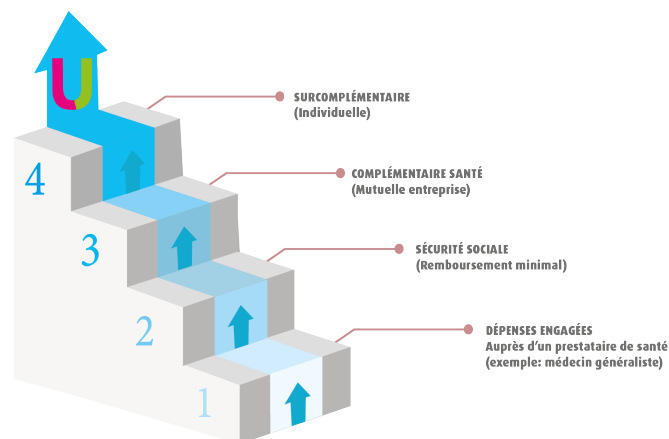 U
SURCOMPLÉMENTAIRE
(Individuelle)
4
COMPLÉMENTAIRE SANTÉ
(Mutuelle entreprise)
3
SÉCURITÉ SOCIALE
(Remboursement minimal)
2
DÉPENSES ENGAGÉES
Auprès d'un prestataire de santé
(exemple: médecin généraliste)
1